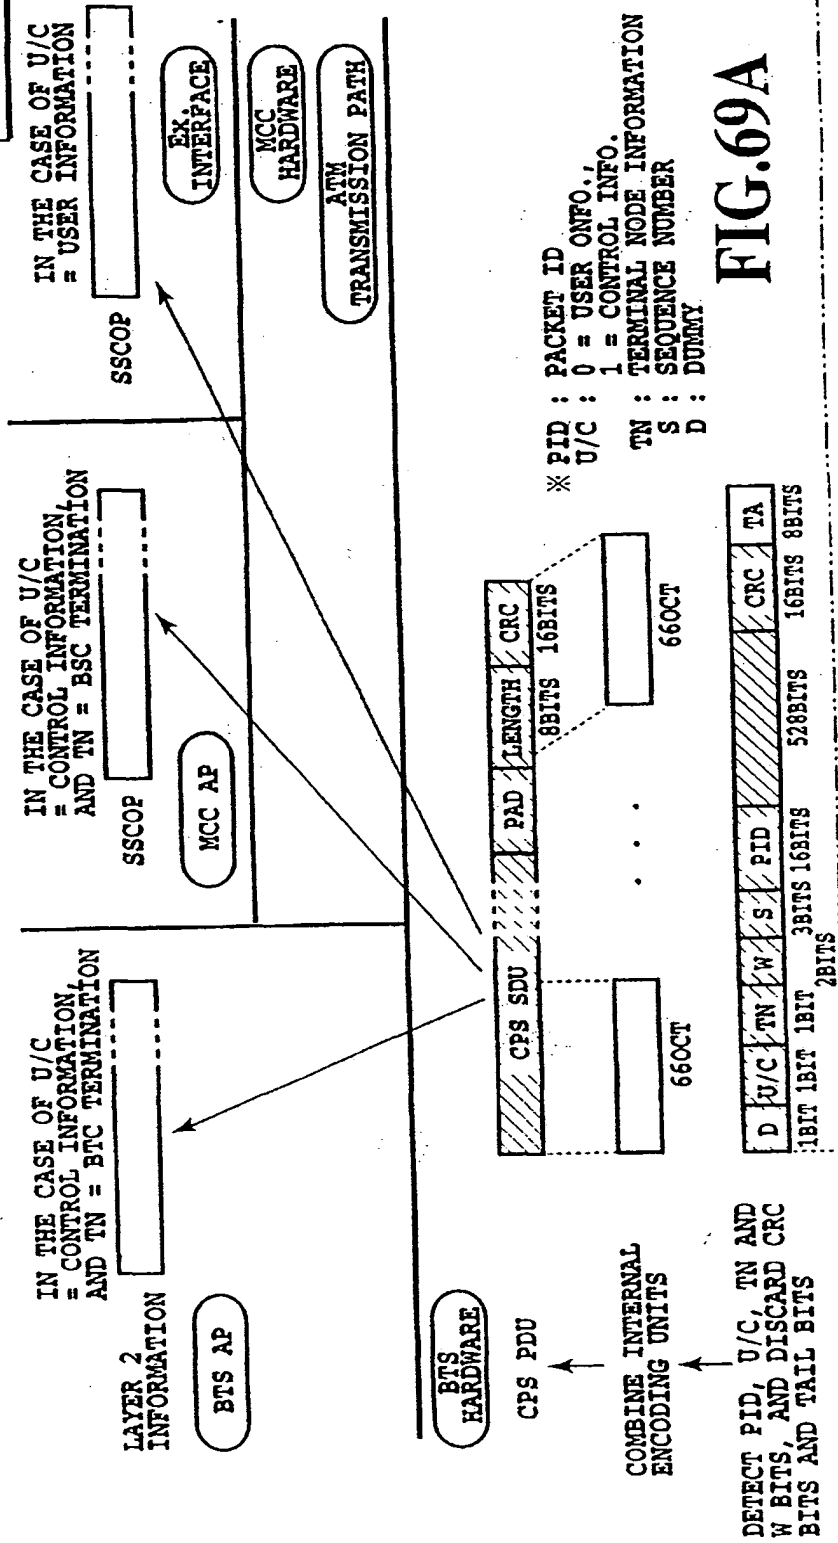 IN THE CASE OF U/C
= CONTROL INFORMATION,
AND TN = BTC TERMINATION
IN THE CASE OF U/C
= CONTROL INFORMATION,
AND TN = BSC TERMINATION
IN THE CASE OF U/C
= USER INFORMATION
LAYER 2
INFORMATION
SSCOP
SSCOP
BTS AP
MCC AP
EX.
INTERFACE
MCC
HARDWARE
ATM
TRANSMISSION PATH
BTS
HARDWARE
CPS PDU
CPS SDU
PAD
LENGTH
CRC
8BITS
16BITS
COMBINE INTERNAL
ENCODING UNITS
66OCT
. . .
66OCT
※ PID : PACKET ID
U/C : 0 = USER ONFO.,
1 = CONTROL INFO.
TN : TERMINAL NODE INFORMATION
S : SEQUENCE NUMBER
D : DUMMY
DETECT PID, U/C, TN AND
W BITS, AND DISCARD CRC
BITS AND TAIL BITS
D U/C TN W S PID CRC TA
1BIT 1BIT 1BIT 2BITS 3BITS 16BITS 528BITS 16BITS 8BITS
FIG.69A